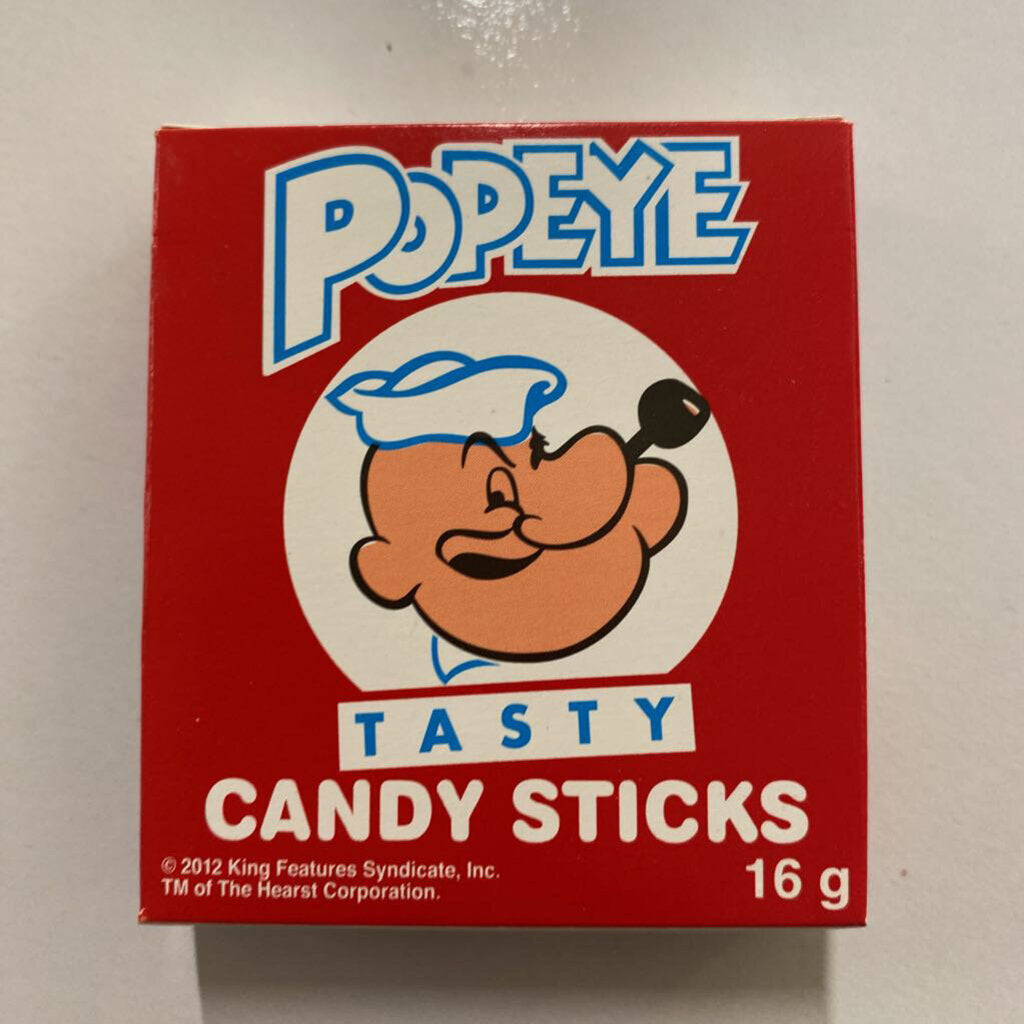 POPEYE
TASTY
CANDY STICKS
© 2012 King Features Syndicate, Inc.
TM of The Hearst Corporation.
16 g